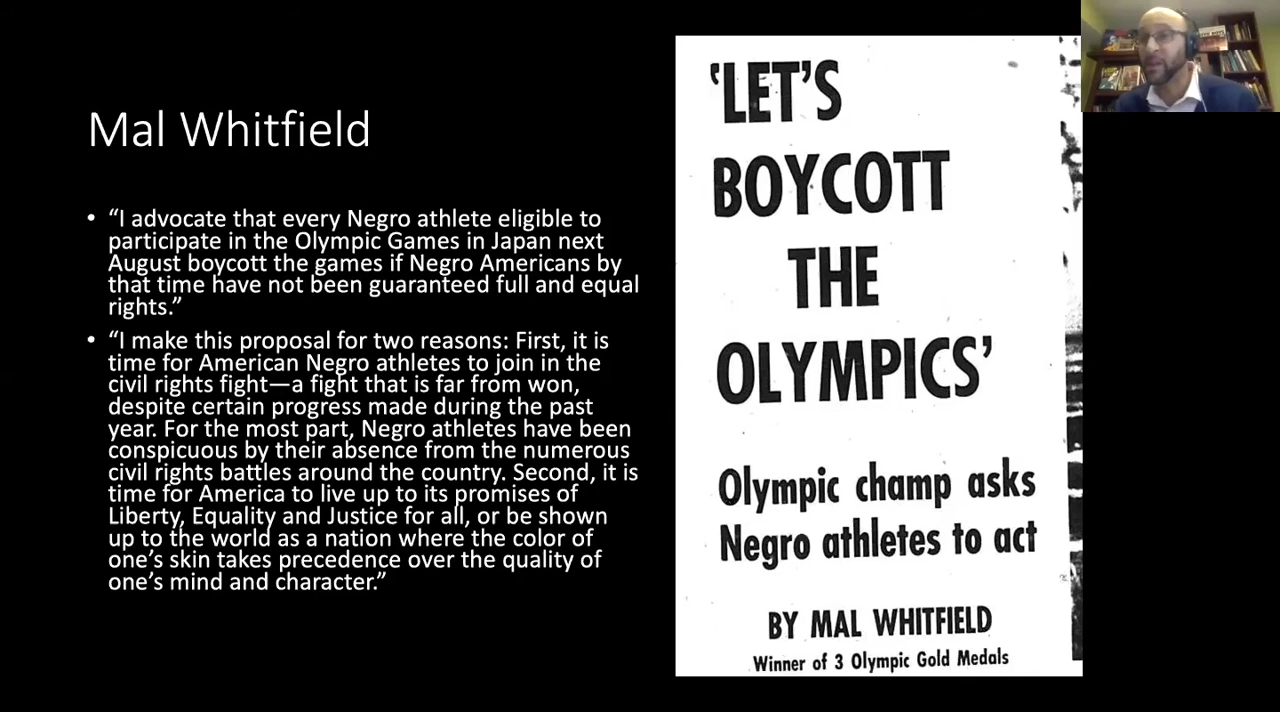 Mal Whitfield
• “I advocate that every Negro athlete eligible to
participate in the Olympic Games in Japan next
August boycott the games if Negro Americans by
that time have not been guaranteed full and equal
rights.”
• “I make this proposal for two reasons: First, it is
time for American Negro athletes to join in the
civil rights fight—a fight that is far from won,
despite certain progress made during the past
year. For the most part, Negro athletes have been
conspicuous by their absence from the numerous
civil rights battles around the country. Second, it is
time for America to live up to its promises of
Liberty, Equality and Justice for all, or be shown
up to the world as a nation where the color of
one’s skin takes precedence over the quality of
one’s mind and character.”
‘LET’S
BOYCOTT
THE
OLYMPICS’
Olympic champ asks
Negro athletes to act
BY MAL WHITFIELD
Winner of 3 Olympic Gold Medals